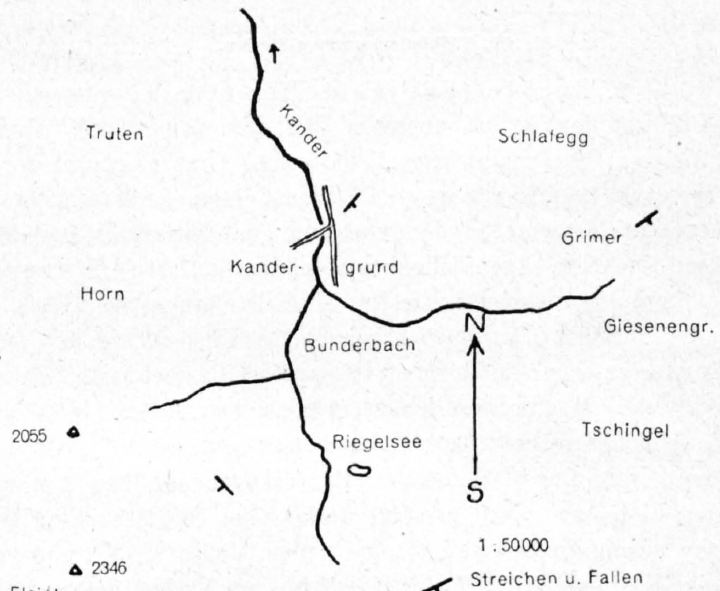 Kander
Truten
Schlafegg
Grimer
Kander- grund
Horn
N
Giesenengr.
Bunderbach
2055
Riegelsee
Tschingel
S
1:50000
2346
Streichen u. Fallen